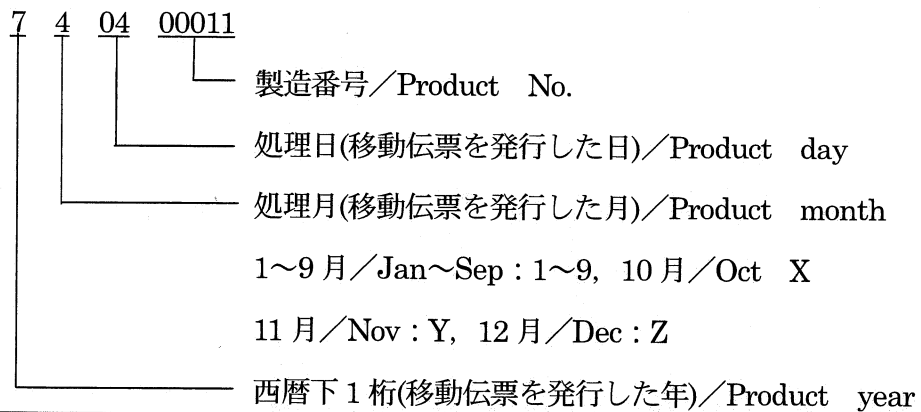 7 4 04 00011
製造番号／Product No.
処理日(移動伝票を発行した日)／Product day
処理月(移動伝票を発行した月)／Product month
1～9月／Jan～Sep：1～9, 10月／Oct X
11月／Nov：Y, 12月／Dec：Z
西暦下1桁(移動伝票を発行した年)／Product year